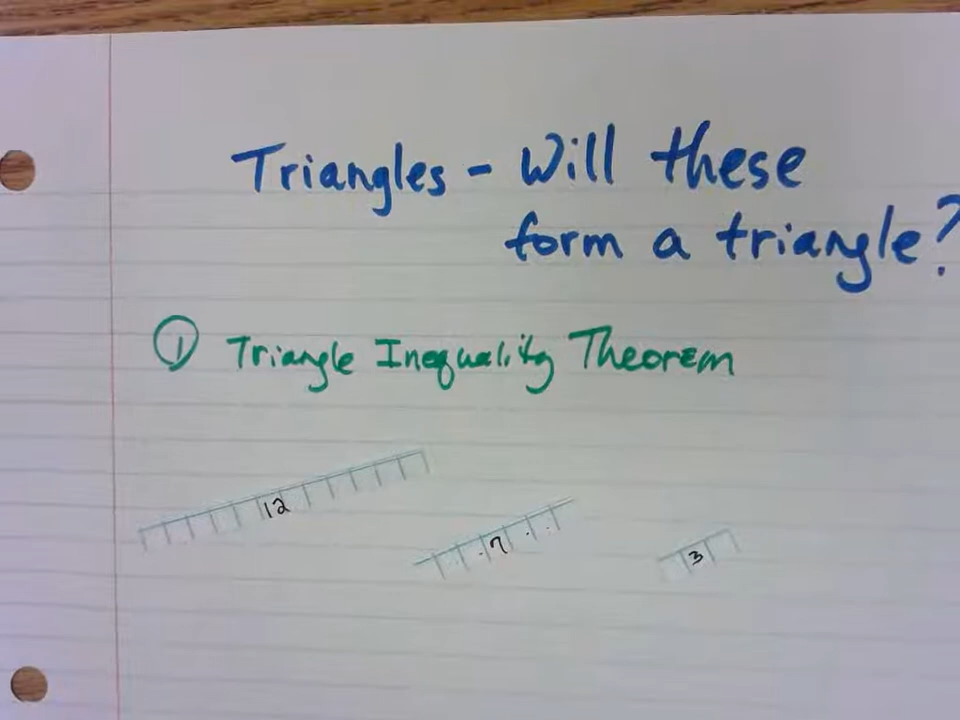 Triangles - Will these
form a triangle?
① Triangle Inequality Theorem
12
7
3